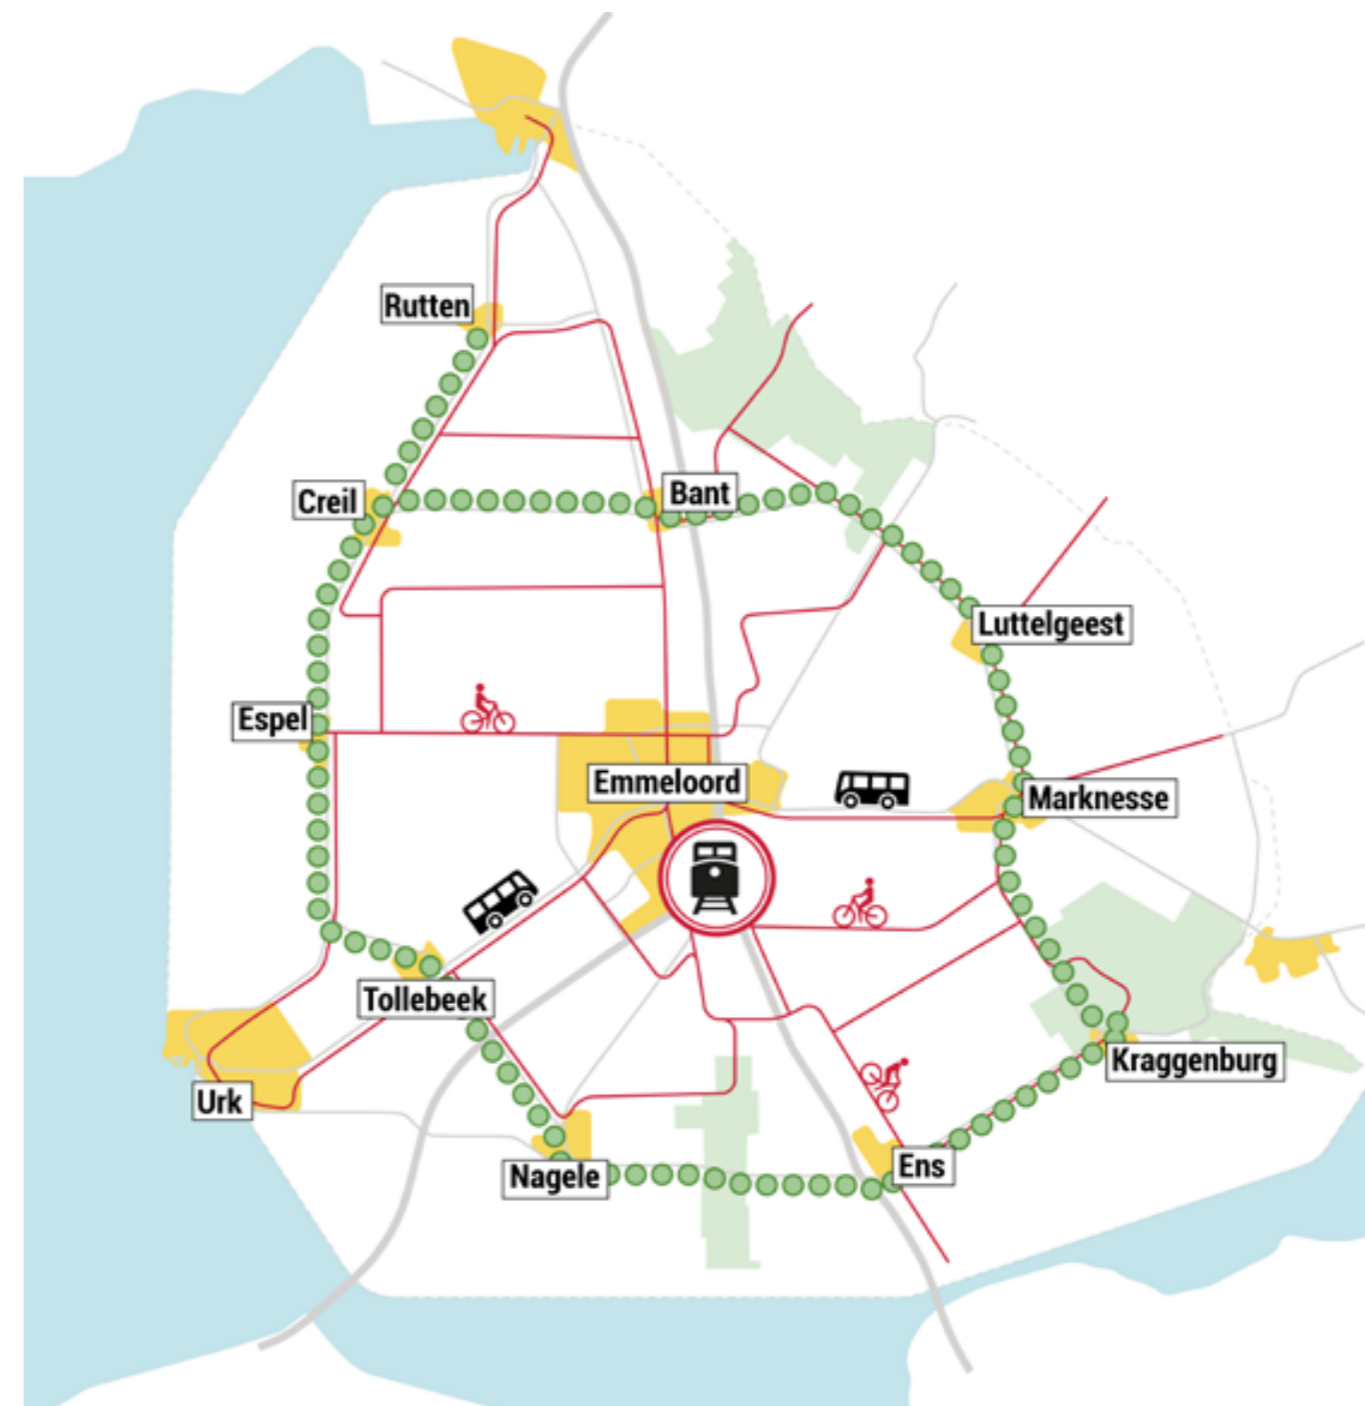 Rutten
Bant
Creil
Luttelgeest
Espel
Emmeloord
Marknesse
Tollebeek
Kraggenburg
Urk
Ens
Nagele